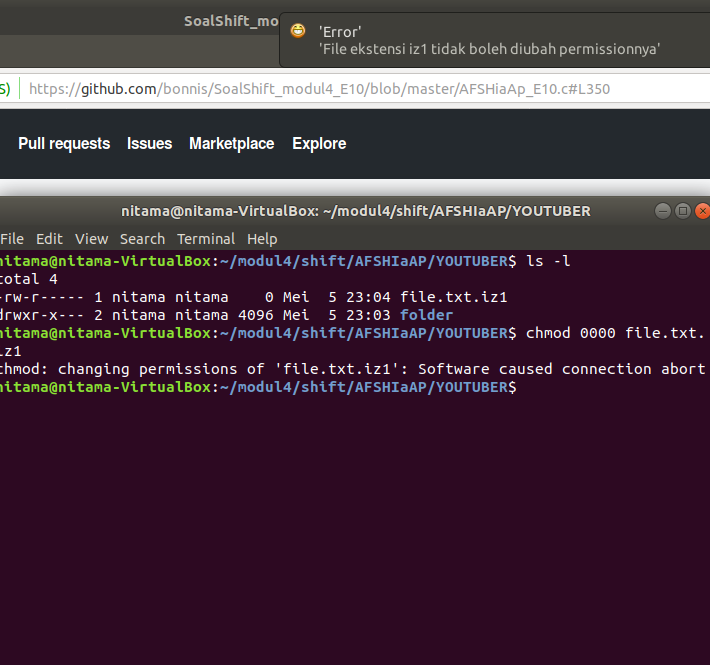 SoalShift_mo
'Error'
'File ekstensi iz1 tidak boleh diubah permissionnya'
S) https://github.com/bonnis/SoalShift_modul4_E10/blob/master/AFSHiaAp_E10.c#L350
Pull requests Issues Marketplace Explore
nitama@nitama-VirtualBox: ~/modul4/shift/AFSHIaAP/YOUTUBER
File Edit View Search Terminal Help
nitama@nitama-VirtualBox:~/modul4/shift/AFSHIaAP/YOUTUBER$ ls -l
total 4
-rw-r----- 1 nitama nitama    0 Mei  5 23:04 file.txt.iz1
drwxr-x--- 2 nitama nitama 4096 Mei  5 23:03 folder
nitama@nitama-VirtualBox:~/modul4/shift/AFSHIaAP/YOUTUBER$ chmod 0000 file.txt.
iz1
chmod: changing permissions of 'file.txt.iz1': Software caused connection abort
nitama@nitama-VirtualBox:~/modul4/shift/AFSHIaAP/YOUTUBER$